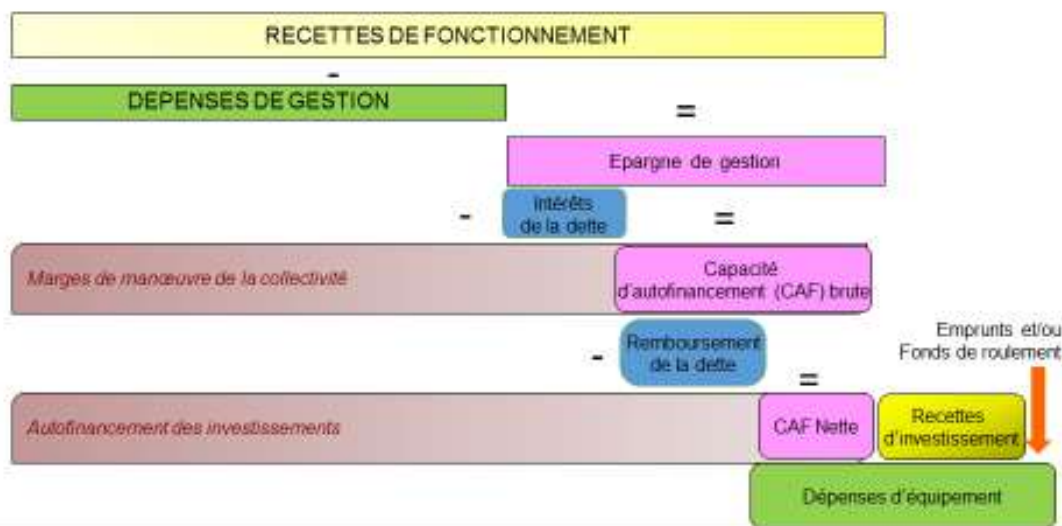 RECETTES DE FONCTIONNEMENT
-
DEPENSES DE GESTION
=
Epargne de gestion
-
Intérêts
de la dette
=
Marges de manœuvre de la collectivité
Capacité
d'autofinancement (CAF) brute
Emprunts et/ou
Fonds de roulement
-
Remboursement
de la dette
=
Autofinancement des investissements
CAF Nette
Recettes
d'investissement
Dépenses d'équipement